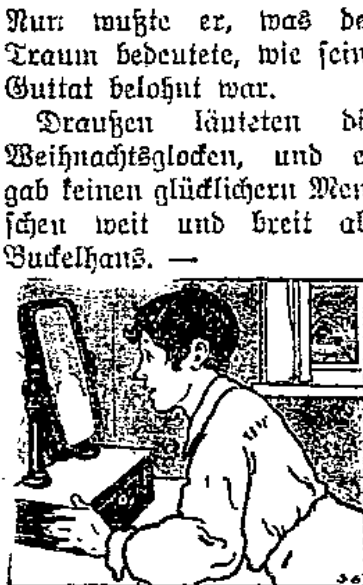 Nun wußte er, was de
Traum bedeutete, wie sein
Guttat belohnt war.
Draußen läuteten di
Weihnachtsglocken, und e
gab keinen glücklichern Men
schen weit und breit al
Buckelhans. —